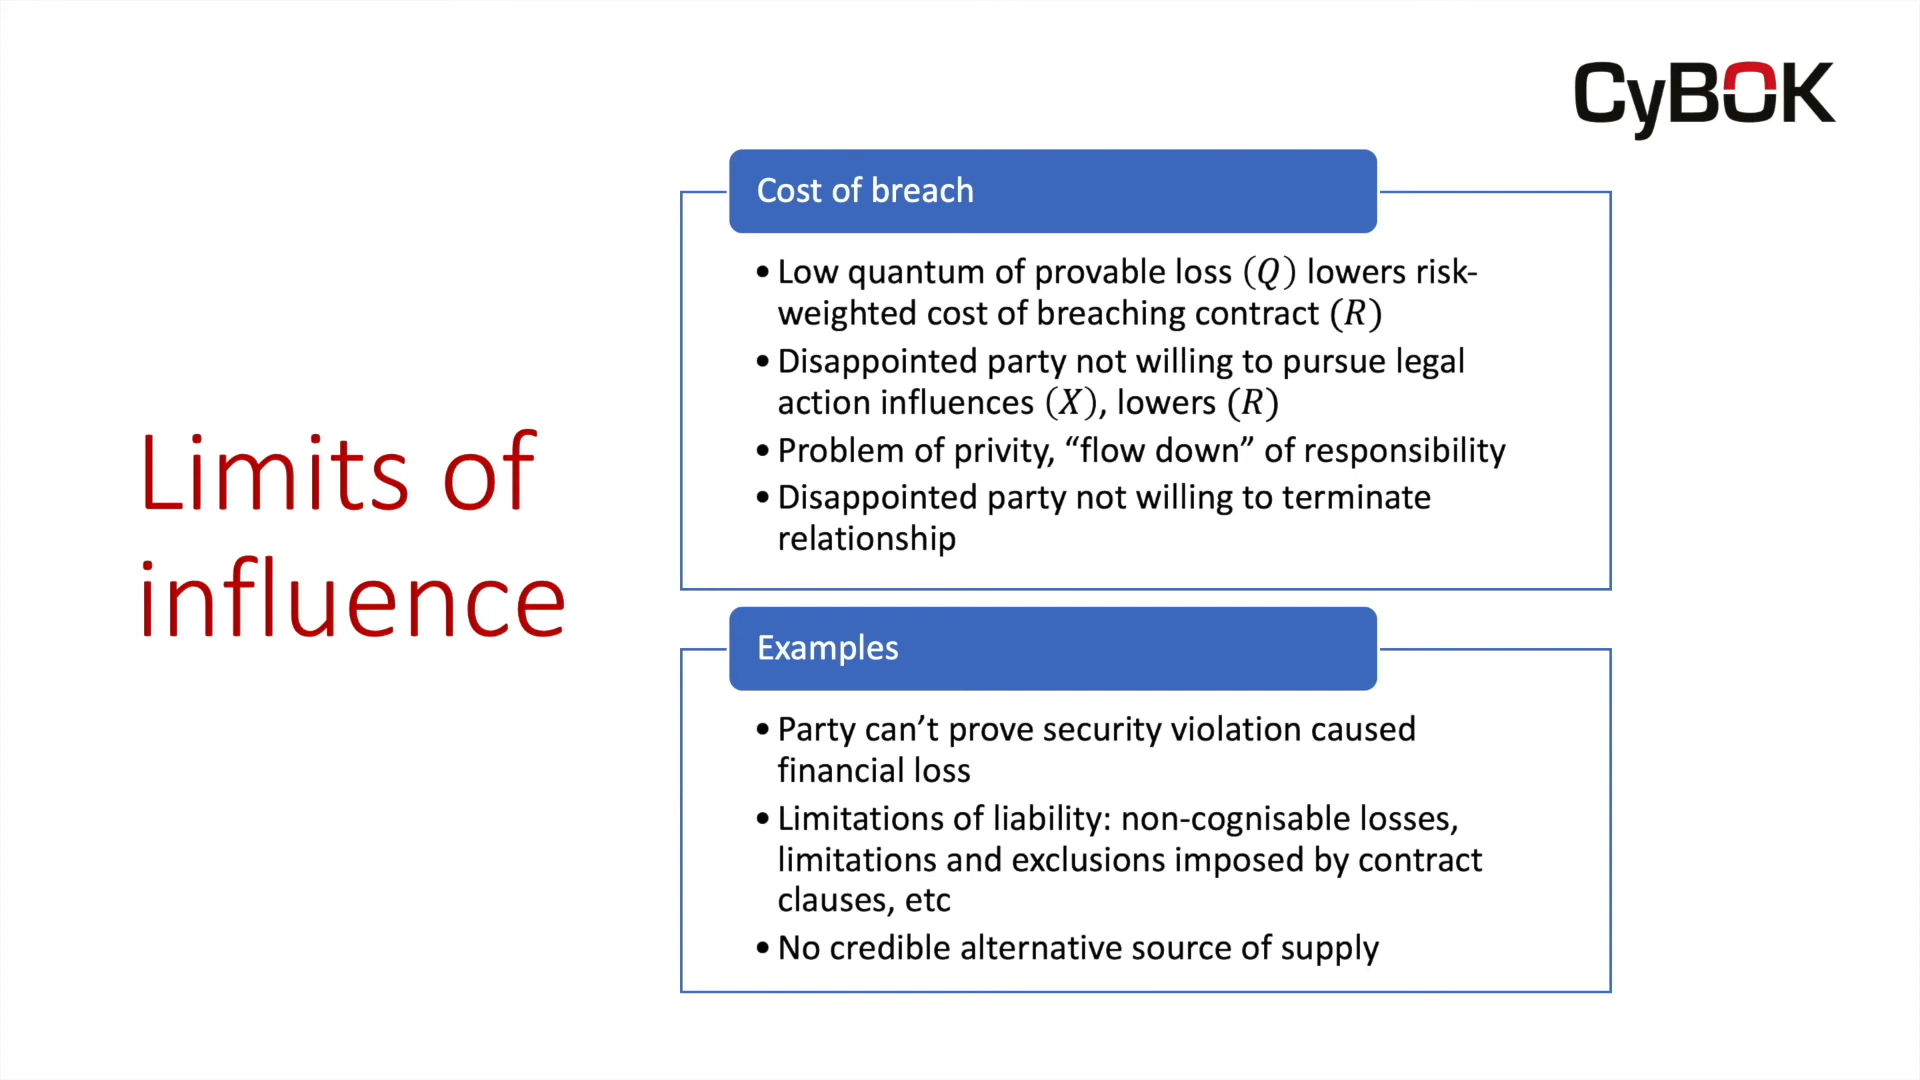 CyBOK
Limits of
influence
Cost of breach
• Low quantum of provable loss (Q) lowers risk-
weighted cost of breaching contract (R)
• Disappointed party not willing to pursue legal
action influences (X), lowers (R)
• Problem of privity, “flow down” of responsibility
• Disappointed party not willing to terminate
relationship
Examples
• Party can’t prove security violation caused
financial loss
• Limitations of liability: non-cognisable losses,
limitations and exclusions imposed by contract
clauses, etc
• No credible alternative source of supply